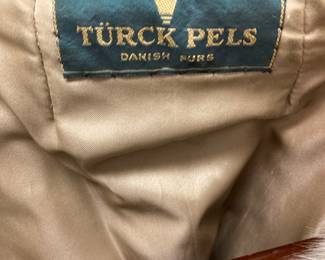 TÜRCK PELS
DANISH FURS